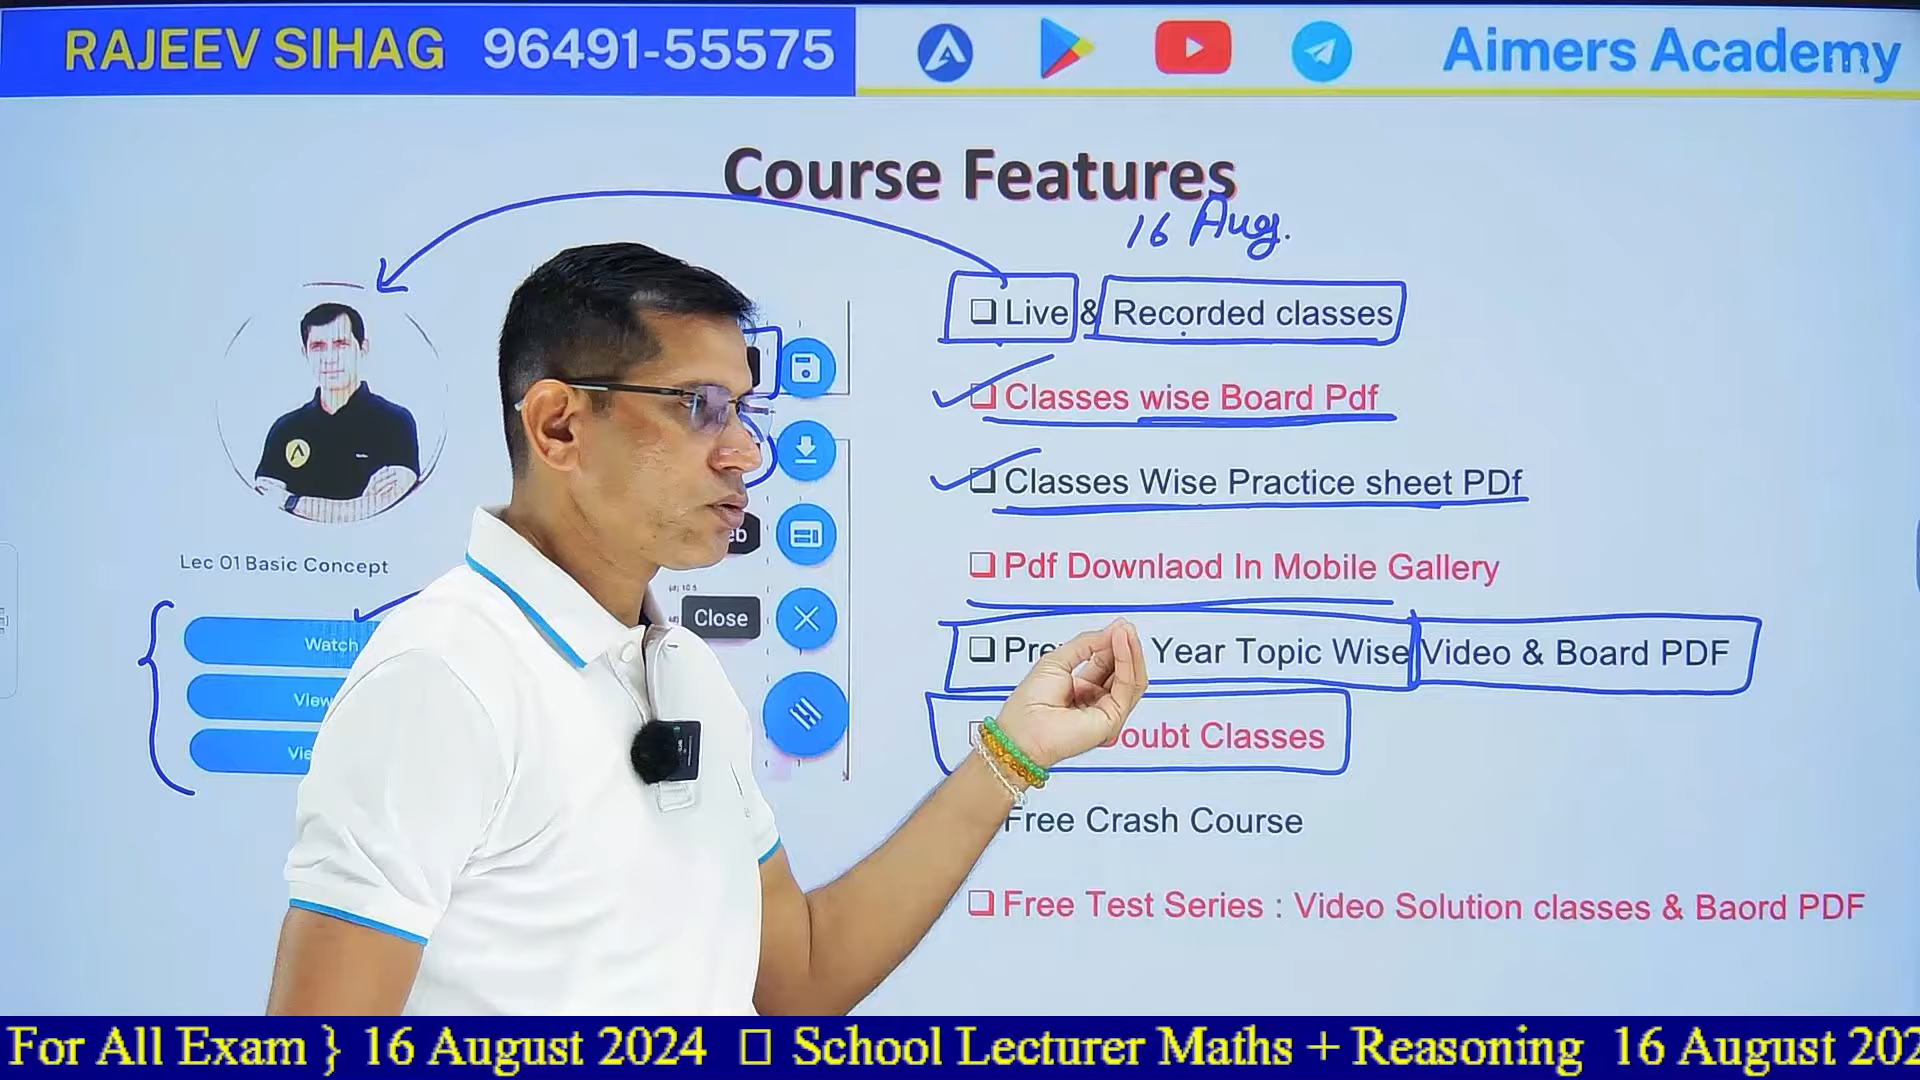 RAJEEV SIHAG 96491-55575
Aimers Academy
Course Features
16 Aug.
Live & Recorded classes
Classes wise Board Pdf
Classes Wise Practice sheet PDf
Pdf Downlaod In Mobile Gallery
Year Topic Wise Video & Board PDF
Doubt Classes
Free Crash Course
Free Test Series : Video Solution classes & Baord PDF
Lec 01 Basic Concept
Watch
View
Close
For All Exam } 16 August 2024 School Lecturer Maths + Reasoning 16 August 202